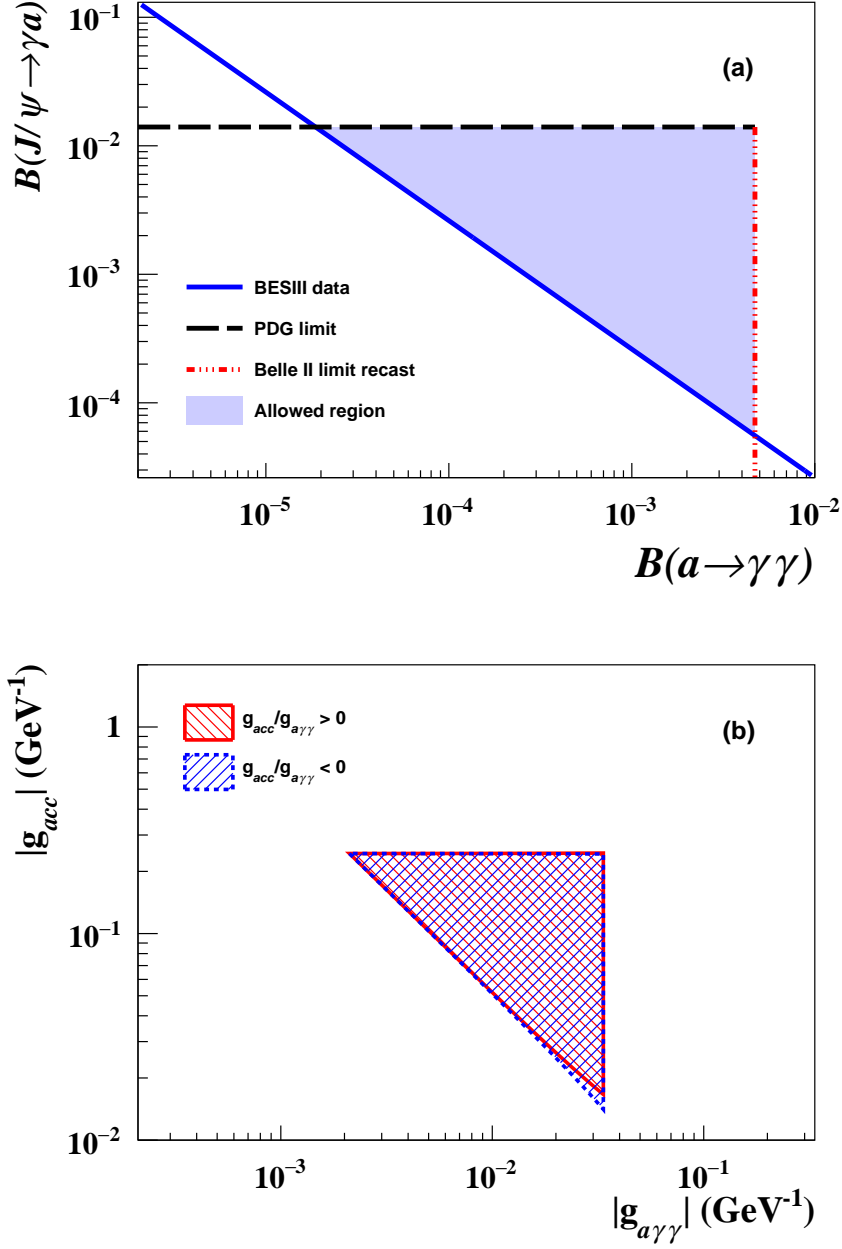 B(J/ψ→γa)
10⁻¹
10⁻²
10⁻³
10⁻⁴
(a)
BESIII data
PDG limit
Belle II limit recast
Allowed region
10⁻⁵ 10⁻⁴ 10⁻³ 10⁻²
B(a→γγ)
|g_acc| (GeV⁻¹)
1
10⁻¹
10⁻²
(b)
g_acc/g_aγγ > 0
g_acc/g_aγγ < 0
10⁻³ 10⁻² 10⁻¹
|g_aγγ| (GeV⁻¹)